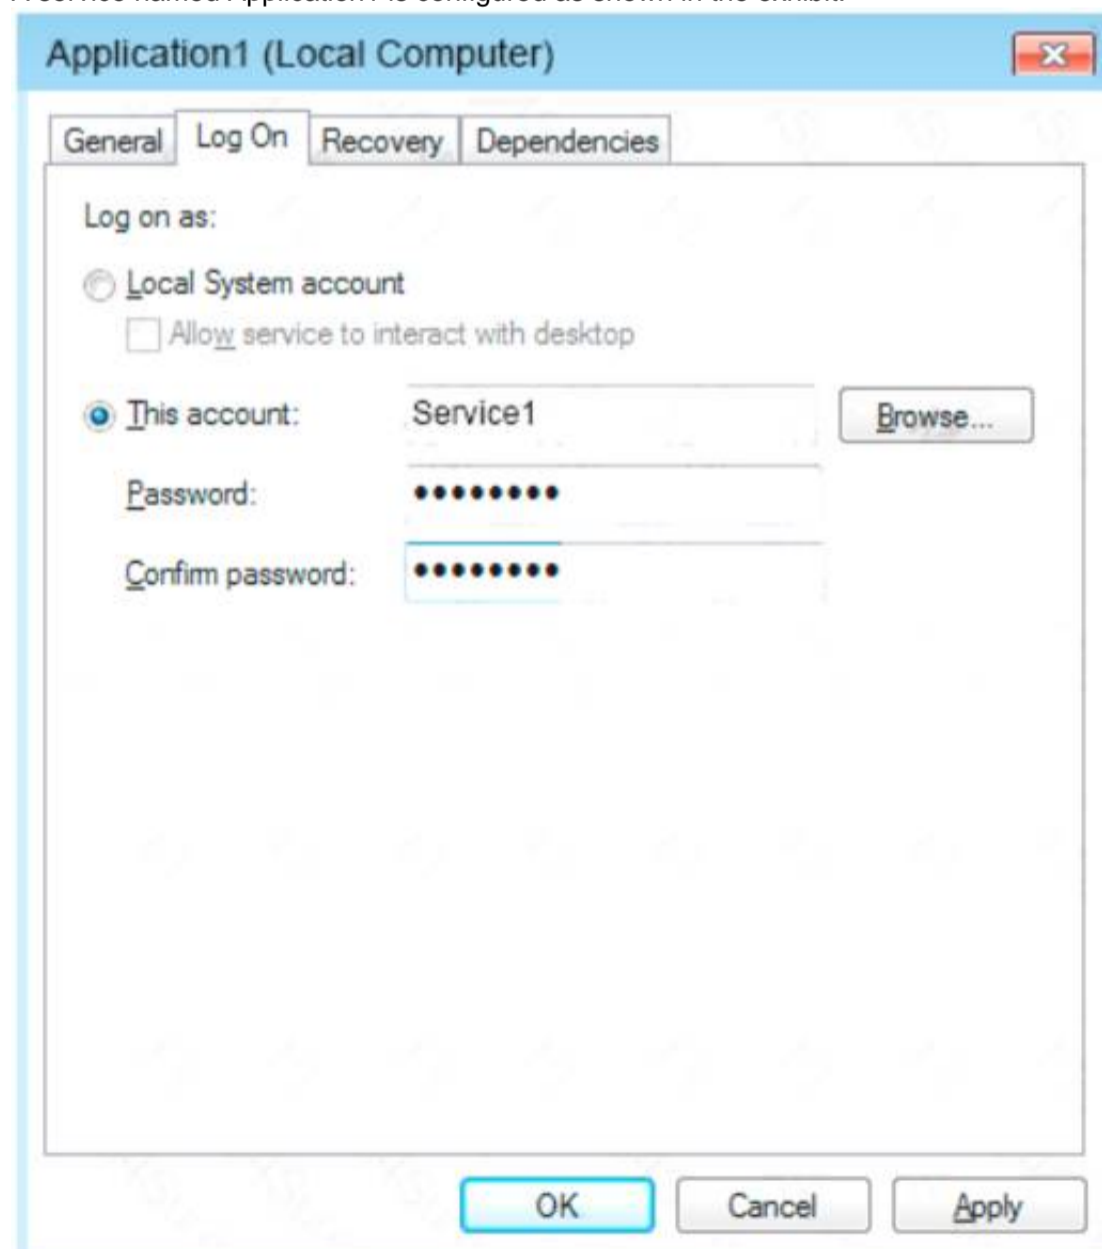 Application1 (Local Computer)
General Log On Recovery Dependencies
Log on as:
Local System account
Allow service to interact with desktop
This account: Service1 Browse...
Password: ••••••••
Confirm password: ••••••••
OK Cancel Apply